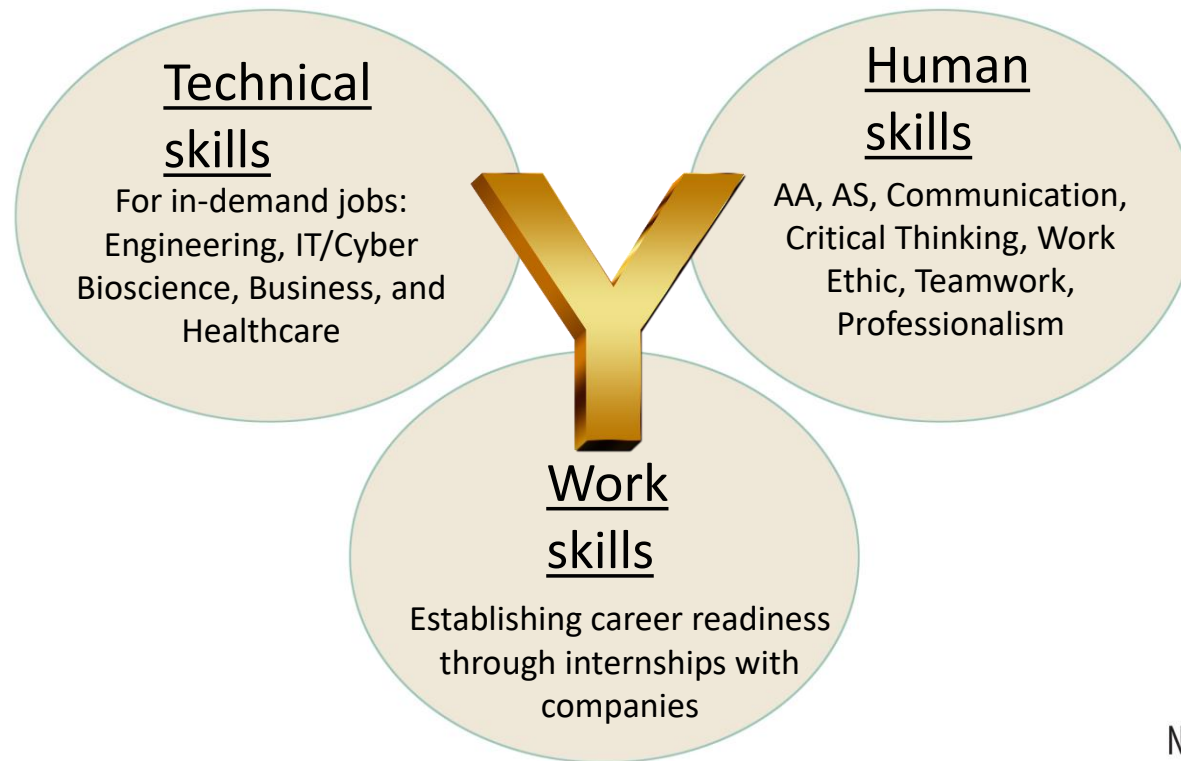 Technical
skills
For in-demand jobs:
Engineering, IT/Cyber
Bioscience, Business, and
Healthcare
Human
skills
AA, AS, Communication,
Critical Thinking, Work
Ethic, Teamwork,
Professionalism
Y
Work
skills
Establishing career readiness
through internships with
companies
N